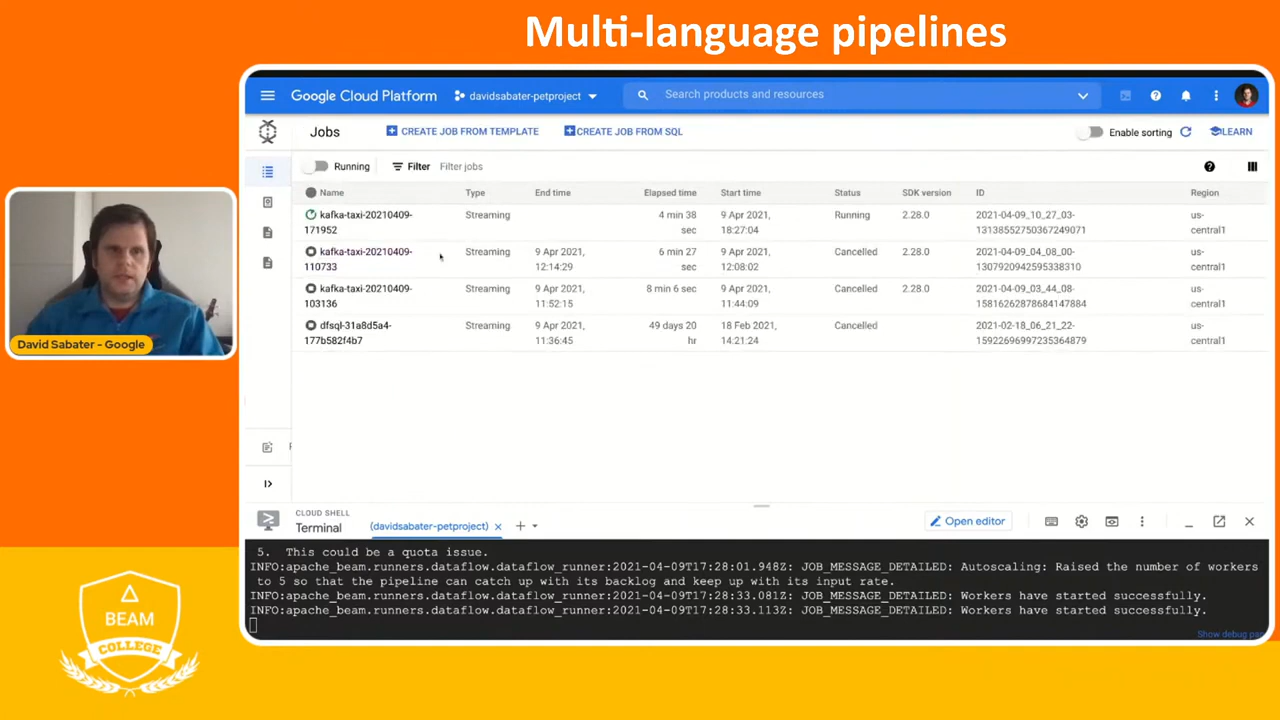 Multi-language pipelines
Google Cloud Platform
davidsabater-petproject
Search products and resources
Jobs
CREATE JOB FROM TEMPLATE
CREATE JOB FROM SQL
Enable sorting
LEARN
Running
Filter
Filter jobs
Name Type End time Elapsed time Start time Status SDK version ID Region
kafka-taxi-20210409- Streaming 4 min 38 9 Apr 2021, Running 2.28.0 2021-04-09_10_27_03- us-
171952 sec 18:27:04 13138552750367249071 central1
kafka-taxi-20210409- Streaming 9 Apr 2021, 6 min 27 9 Apr 2021, Cancelled 2.28.0 2021-04-09_04_08_00- us-
110733 12:14:29 sec 12:08:02 1307920942595338310 central1
kafka-taxi-20210409- Streaming 9 Apr 2021, 8 min 6 sec 9 Apr 2021, Cancelled 2.28.0 2021-04-09_03_44_08- us-
103136 11:52:15 11:44:09 15816262878684147884 central1
dfsql-31a8d5a4- Streaming 9 Apr 2021, 49 days 20 18 Feb 2021, Cancelled 2021-02-18_06_21_22- us-
177b582f4b7 11:36:45 hr 14:21:24 15922696997235364879 central1
David Sabater - Google
CLOUD SHELL
Terminal
(davidsabater-petproject)
Open editor
5. This could be a quota issue.
INFO:apache_beam.runners.dataflow.dataflow_runner:2021-04-09T17:28:01.948Z: JOB_MESSAGE_DETAILED: Autoscaling: Raised the number of workers
to 5 so that the pipeline can catch up with its backlog and keep up with its input rate.
INFO:apache_beam.runners.dataflow.dataflow_runner:2021-04-09T17:28:33.081Z: JOB_MESSAGE_DETAILED: Workers have started successfully.
INFO:apache_beam.runners.dataflow.dataflow_runner:2021-04-09T17:28:33.113Z: JOB_MESSAGE_DETAILED: Workers have started successfully.
Show debug
BEAM
COLLEGE